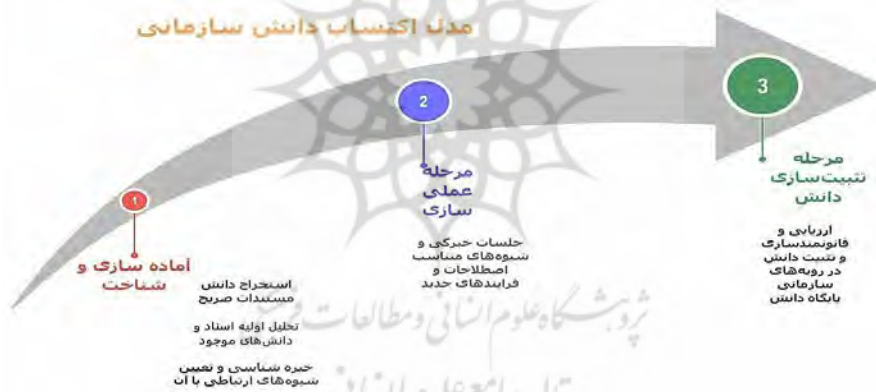 مدل اکتساب دانش سازمانی
1
آماده سازی و
شناخت
استخراج دانش
مستندات صریح
تحلیل اولیه اسناد و
دانش‌های موجود
خبره شناسی و تعیین
شیوه‌های ارتباطی با آن
2
مرحله
عملی
سازی
جلسات خبرگی و
شیوه‌های متناسب
اصطلاحات و
فرایندهای جدید
3
مرحله
تثبیت‌سازی
دانش
ارزیابی و
قانونمندسازی
و تثبیت دانش
در رویه‌های
سازمانی
پایگاه دانش
پژوهشگاه علوم انسانی و مطالعات فرهنگی